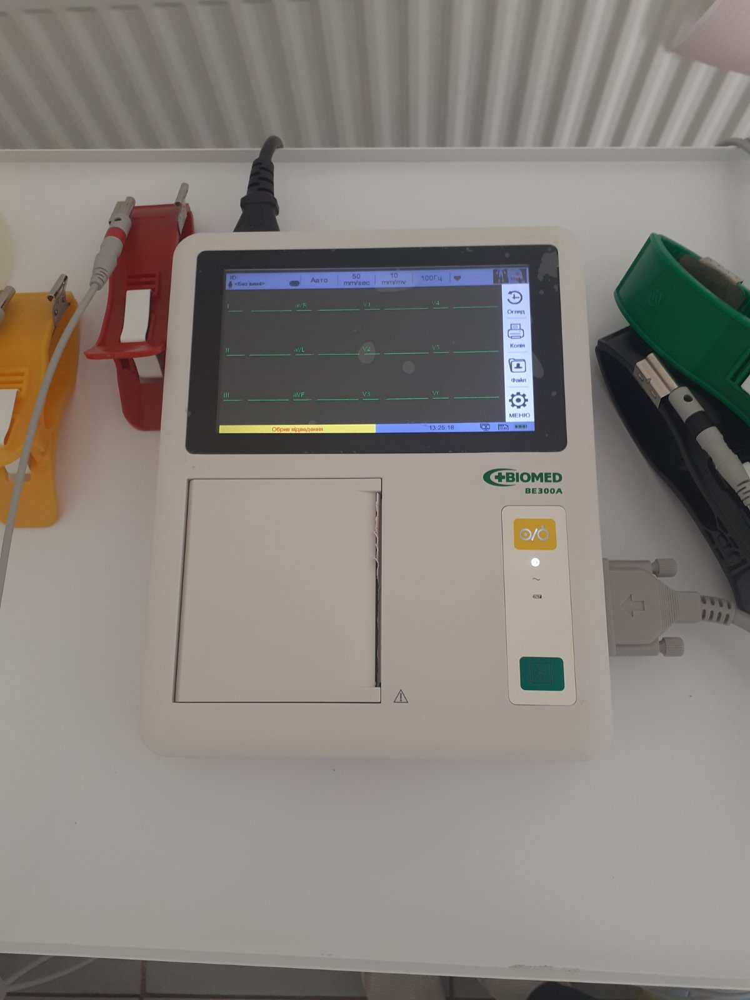 ID:
<Без імені>
Авто
50
mm/sec
10
mm/mv
100Гц
I
aVR
V1
V4
Огляд
II
aVL
V2
V5
Копія
Файл
III
aVF
V3
V6
МЕНЮ
Обрив відведення
13:25:18
BIOMED
BE300A